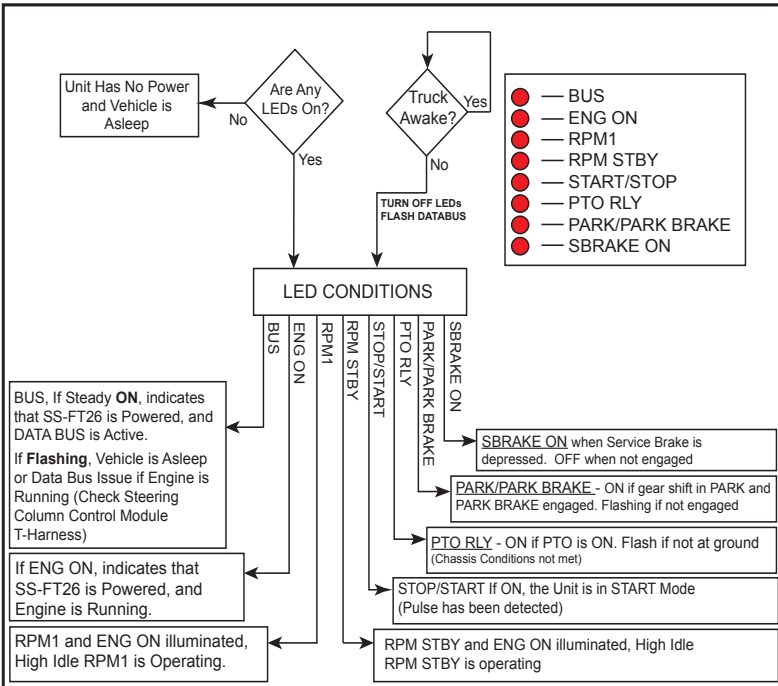 Unit Has No Power
and Vehicle is
Asleep
No
Are Any
LEDs On?
Yes
Truck
Awake?
Yes
No
TURN OFF LEDs
FLASH DATABUS
BUS
ENG ON
RPM1
RPM STBY
START/STOP
PTO RLY
PARK/PARK BRAKE
SBRAKE ON
LED CONDITIONS
BUS
ENG ON
RPM1
RPM STBY
STOP/START
PTO RLY
PARK/PARK BRAKE
SBRAKE ON
BUS, If Steady ON, indicates
that SS-FT26 is Powered, and
DATA BUS is Active.
If Flashing, Vehicle is Asleep
or Data Bus Issue if Engine is
Running (Check Steering
Column Control Module
T-Harness)
If ENG ON, indicates that
SS-FT26 is Powered, and
Engine is Running.
RPM1 and ENG ON illuminated,
High Idle RPM1 is Operating.
SBRAKE ON when Service Brake is
depressed. OFF when not engaged
PARK/PARK BRAKE - ON if gear shift in PARK and
PARK BRAKE engaged. Flashing if not engaged
PTO RLY - ON if PTO is ON. Flash if not at ground
(Chassis Conditions not met)
STOP/START If ON, the Unit is in START Mode
(Pulse has been detected)
RPM STBY and ENG ON illuminated, High Idle
RPM STBY is operating